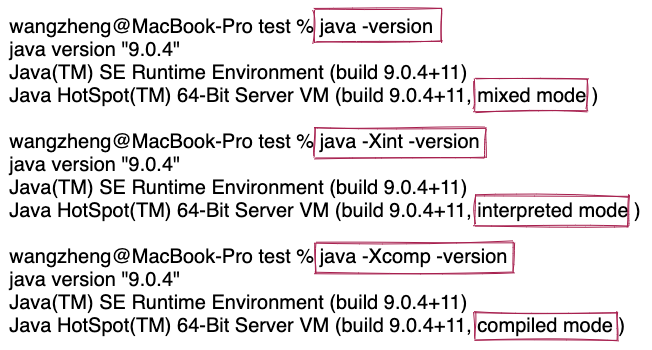 wangzheng@MacBook-Pro test % java -version
java version "9.0.4"
Java(TM) SE Runtime Environment (build 9.0.4+11)
Java HotSpot(TM) 64-Bit Server VM (build 9.0.4+11, mixed mode )
wangzheng@MacBook-Pro test % java -Xint -version
java version "9.0.4"
Java(TM) SE Runtime Environment (build 9.0.4+11)
Java HotSpot(TM) 64-Bit Server VM (build 9.0.4+11, interpreted mode )
wangzheng@MacBook-Pro test % java -Xcomp -version
java version "9.0.4"
Java(TM) SE Runtime Environment (build 9.0.4+11)
Java HotSpot(TM) 64-Bit Server VM (build 9.0.4+11, compiled mode )